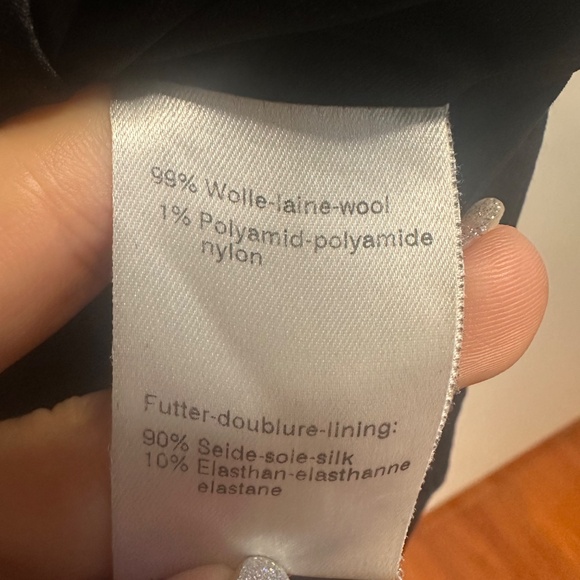 99% Wolle-laine-wool
1% Polyamid-polyamide
nylon
Futter-doublure-lining:
90% Seide-soie-silk
10% Elasthan-elasthanne
elastane